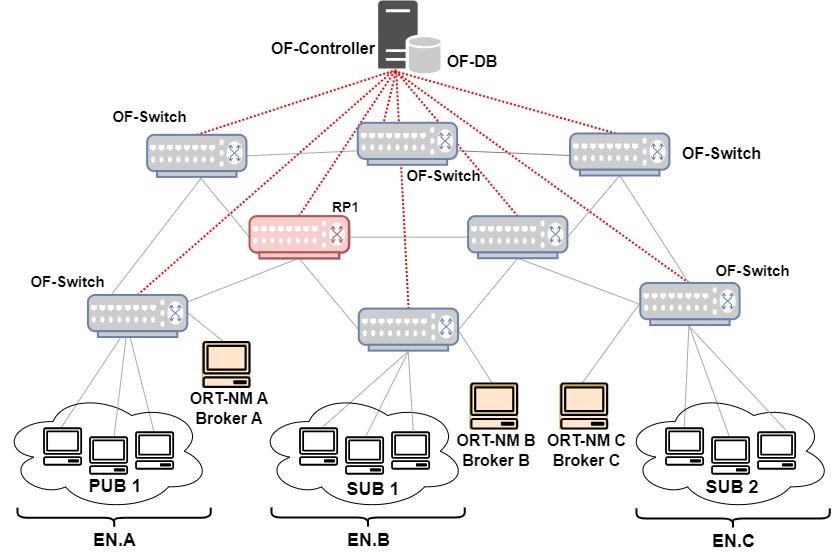 OF-Controller
OF-DB
OF-Switch
OF-Switch
OF-Switch
RP1
OF-Switch
OF-Switch
ORT-NM A
Broker A
ORT-NM B
Broker B
ORT-NM C
Broker C
PUB 1
SUB 1
SUB 2
EN.A
EN.B
EN.C